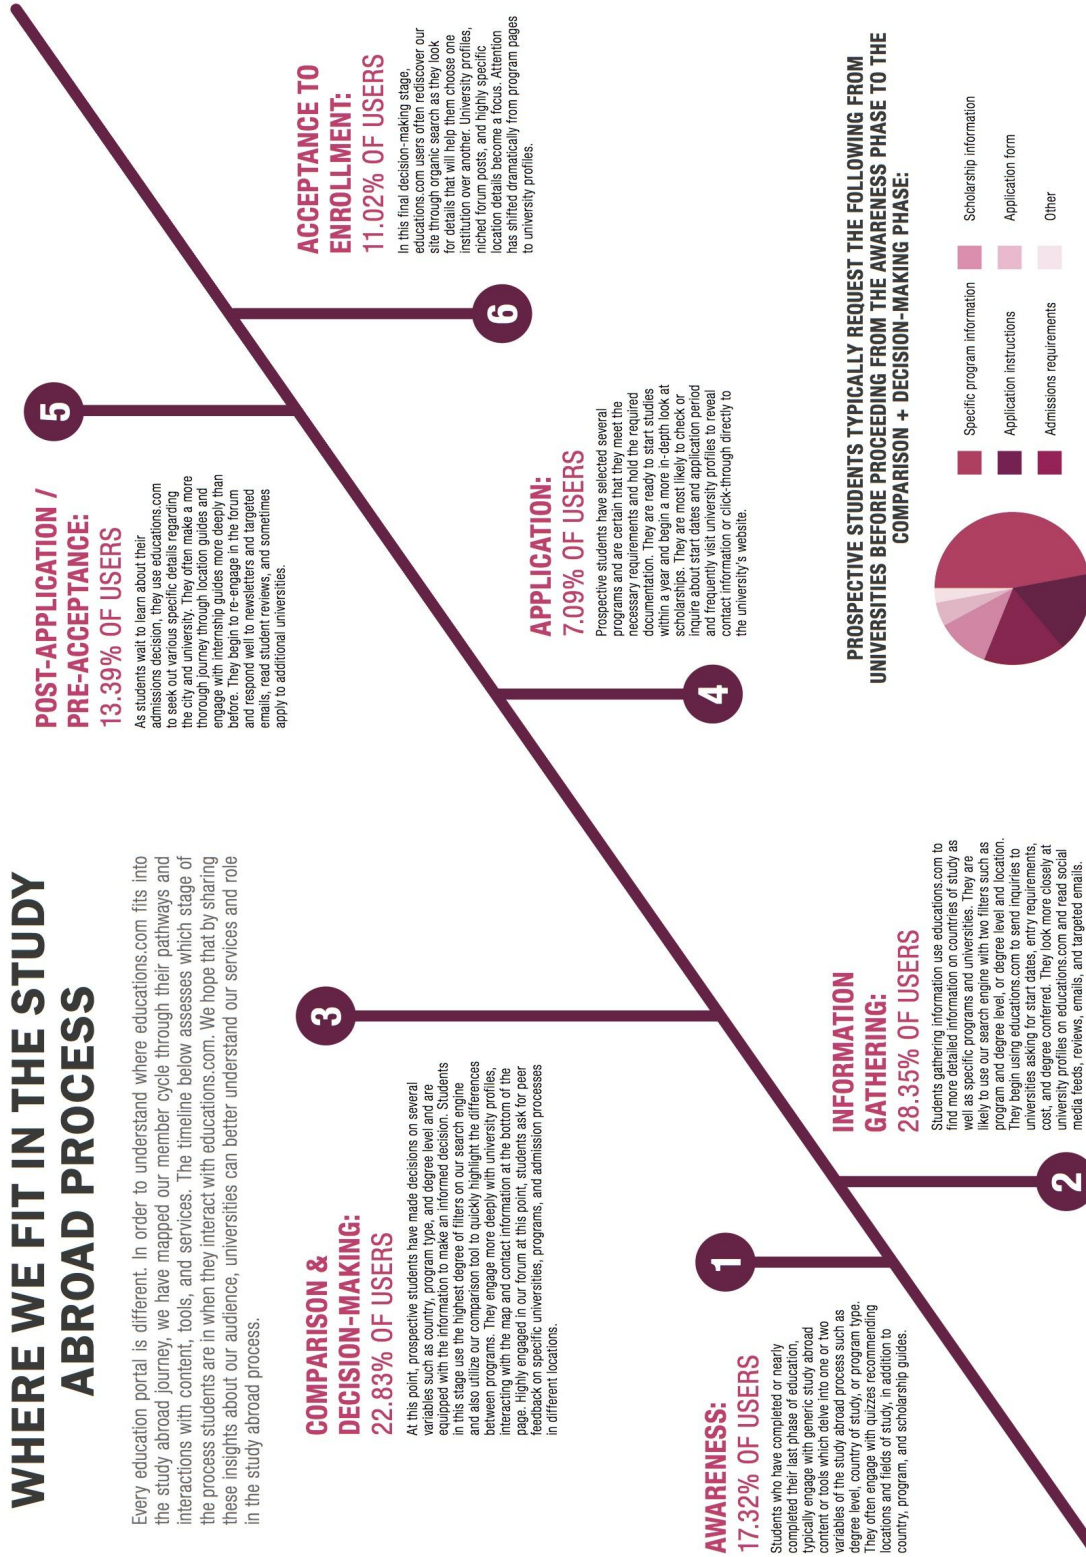 WHERE WE FIT IN THE STUDY
ABROAD PROCESS
Every education portal is different. In order to understand where educations.com fits into
the study abroad journey, we have mapped our member cycle through their pathways and
interactions with content, tools, and services. The timeline below assesses which stage of
the process students are in when they interact with educations.com. We hope that by sharing
these insights about our audience, universities can better understand our services and role
in the study abroad process.
1
AWARENESS:
17.32% OF USERS
Students who have completed or nearly
completed their last phase of education,
typically engage with generic study abroad
content or tools which delve into one or two
variables of the study abroad process such as
degree level, country of study, or program type.
They often engage with quizzes recommending
locations and fields of study, in addition to
country, program, and scholarship guides.
2
INFORMATION
GATHERING:
28.35% OF USERS
Students gathering information use educations.com to
find more detailed information on countries of study as
well as specific programs and universities. They are
likely to use our search engine with two filters such as
program and degree level, or degree level and location.
They begin using educations.com to send inquiries to
universities asking for start dates, entry requirements,
cost, and degree conferred. They look more closely at
university profiles on educations.com and read social
media feeds, reviews, emails, and targeted emails.
3
COMPARISON &
DECISION-MAKING:
22.83% OF USERS
At this point, prospective students have made decisions on several
variables such as country, program type, and degree level and are
equipped with the information to make an informed decision. Students
in this stage use the highest degree of filters on our search engine
and also utilize our comparison tool to quickly highlight the differences
between programs. They engage more deeply with university profiles,
interacting with the map and contact information at the bottom of the
page. Highly engaged in our forum at this point, students ask for peer
feedback on specific universities, programs, and admission processes
in different locations.
4
APPLICATION:
7.09% OF USERS
Prospective students have selected several
programs and are certain that they meet the
necessary requirements and hold the required
documentation. They are ready to start studies
within a year and begin a more in-depth look at
scholarships. They are most likely to check or
inquire about start dates and application period
and frequently visit university profiles to reveal
contact information or click-through directly to
the university's website.
5
POST-APPLICATION /
PRE-ACCEPTANCE:
13.39% OF USERS
As students wait to learn about their
admissions decision, they use educations.com
to seek out various specific details regarding
the city and university. They often make a more
thorough journey through location guides and
engage with internship guides more deeply than
before. They begin to re-engage in the forum
and respond well to newsletters and targeted
emails, read student reviews, and sometimes
apply to additional universities.
6
ACCEPTANCE TO
ENROLLMENT:
11.02% OF USERS
In this final decision-making stage,
educations.com users often rediscover our
site through organic search as they look
for details that will help them choose one
institution over another. University profiles,
niched forum posts, and highly specific
location details become a focus. Attention
has shifted dramatically from program pages
to university profiles.
PROSPECTIVE STUDENTS TYPICALLY REQUEST THE FOLLOWING FROM
UNIVERSITIES BEFORE PROCEEDING FROM THE AWARENESS PHASE TO THE
COMPARISON + DECISION-MAKING PHASE:
Specific program information
Scholarship information
Application instructions
Application form
Admissions requirements
Other